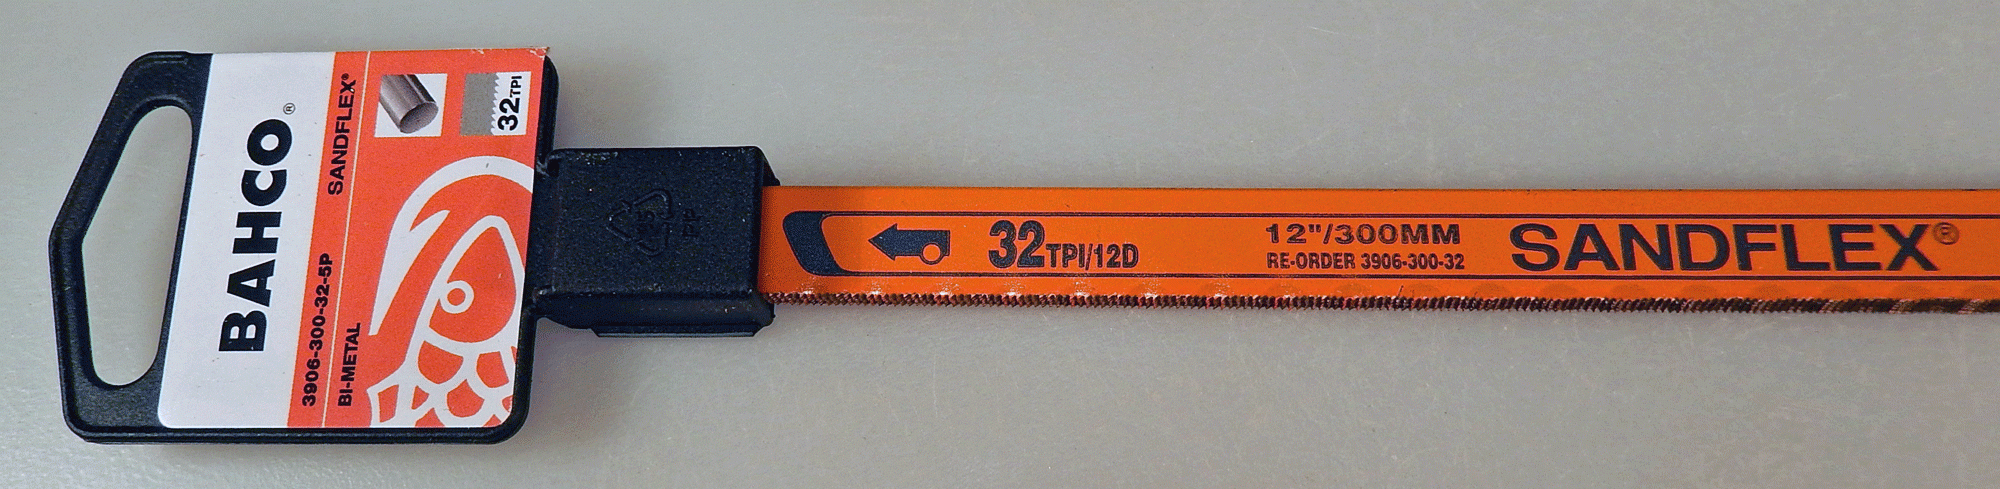 BAHCO®
3906-300-32-5P
BI-METAL SANDFLEX®
32TPI
PP
32TPI/12D
12"/300MM
RE-ORDER 3906-300-32
SANDFLEX®